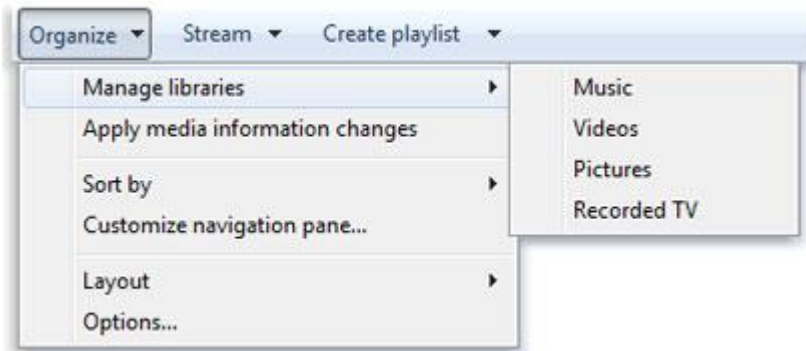 Organize Stream Create playlist
Manage libraries
Apply media information changes
Sort by
Customize navigation pane...
Layout
Options...
Music
Videos
Pictures
Recorded TV